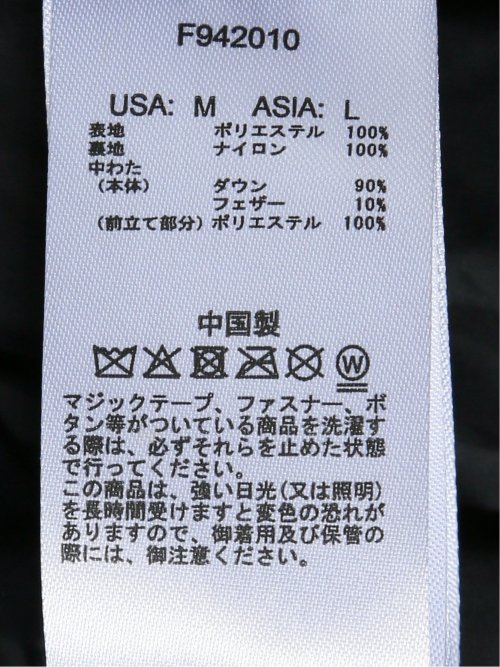 F942010
USA: M ASIA: L
表地 ポリエステル 100%
裏地 ナイロン 100%
中わた
(本体) ダウン 90%
フェザー 10%
(前立て部分) ポリエステル 100%
中国製
W
マジックテープ、ファスナー、ボ
タン等がついている商品を洗濯す
る際は、必ずそれらを止めた状態
で行ってください。
この商品は、強い日光(又は照明)
を長時間受けますと変色の恐れが
ありますので、御着用及び保管の
際には、御注意ください。